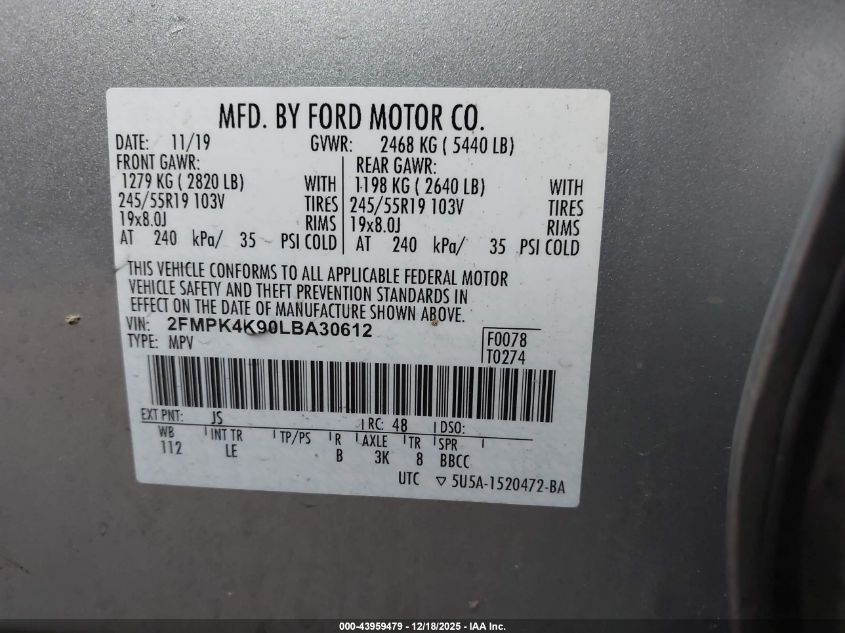 MFD. BY FORD MOTOR CO.
DATE: 11/19 GVWR: 2468 KG ( 5440 LB)
FRONT GAWR: REAR GAWR:
1279 KG ( 2820 LB) WITH 1198 KG ( 2640 LB) WITH
245/55R19 103V TIRES 245/55R19 103V TIRES
19x8.0J RIMS 19x8.0J RIMS
AT 240 kPa/ 35 PSI COLD AT 240 kPa/ 35 PSI COLD
THIS VEHICLE CONFORMS TO ALL APPLICABLE FEDERAL MOTOR
VEHICLE SAFETY AND THEFT PREVENTION STANDARDS IN
EFFECT ON THE DATE OF MANUFACTURE SHOWN ABOVE.
VIN: 2FMPK4K90LBA30612
TYPE: MPV
F0078
T0274
EXT PNT: JS RC: 48 DSO:
WB INT TR TP/PS R AXLE TR SPR
112 LE B 3K 8 BBCC
UTC ▽ 5U5A-1520472-BA
000-43959479 - 12/18/2025 - IAA Inc.